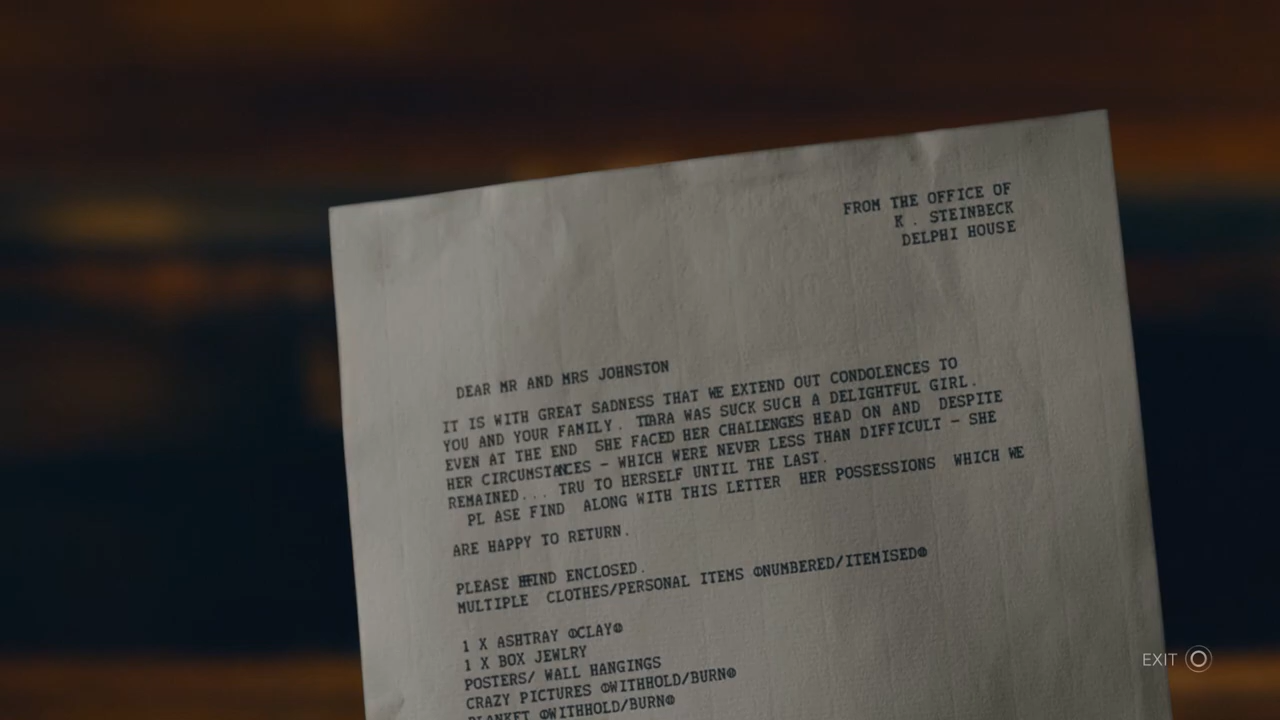 FROM THE OFFICE OF
K . STEINBECK
DELPHI HOUSE
DEAR MR AND MRS JOHNSTON
IT IS WITH GREAT SADNESS THAT WE EXTEND OUT CONDOLENCES TO
YOU AND YOUR FAMILY. TIARA WAS SUCK SUCH A DELIGHTFUL GIRL.
EVEN AT THE END SHE FACED HER CHALLENGES HEAD ON AND DESPITE
HER CIRCUMSTANCES - WHICH WERE NEVER LESS THAN DIFFICULT - SHE
REMAINED... TRU TO HERSELF UNTIL THE LAST.
PL ASE FIND ALONG WITH THIS LETTER HER POSSESSIONS WHICH WE
ARE HAPPY TO RETURN.
PLEASE FIND ENCLOSED.
MULTIPLE CLOTHES/PERSONAL ITEMS NUMBERED/ITEMISED
1 X ASHTRAY CLAY
1 X BOX JEWLRY
POSTERS/ WALL HANGINGS
CRAZY PICTURES WITHHOLD/BURN
BLANKET WITHHOLD/BURN
EXIT